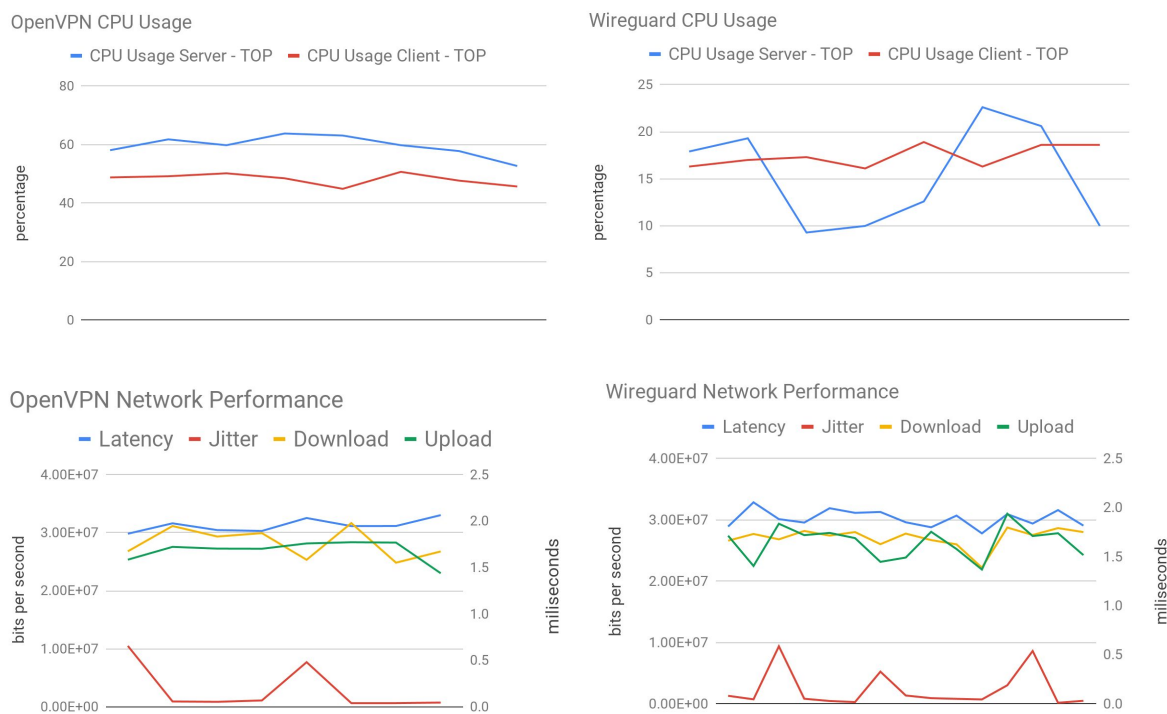 OpenVPN CPU Usage
CPU Usage Server - TOP CPU Usage Client - TOP
percentage
80
60
40
20
0
Wireguard CPU Usage
CPU Usage Server - TOP CPU Usage Client - TOP
percentage
25
20
15
10
5
0
OpenVPN Network Performance
Latency Jitter Download Upload
bits per second
4.00E+07
3.00E+07
2.00E+07
1.00E+07
0.00E+00
2.5
2.0
1.5
1.0
0.5
0.0
miliseconds
Wireguard Network Performance
Latency Jitter Download Upload
bits per second
4.00E+07
3.00E+07
2.00E+07
1.00E+07
0.00E+00
2.5
2.0
1.5
1.0
0.5
0.0
miliseconds